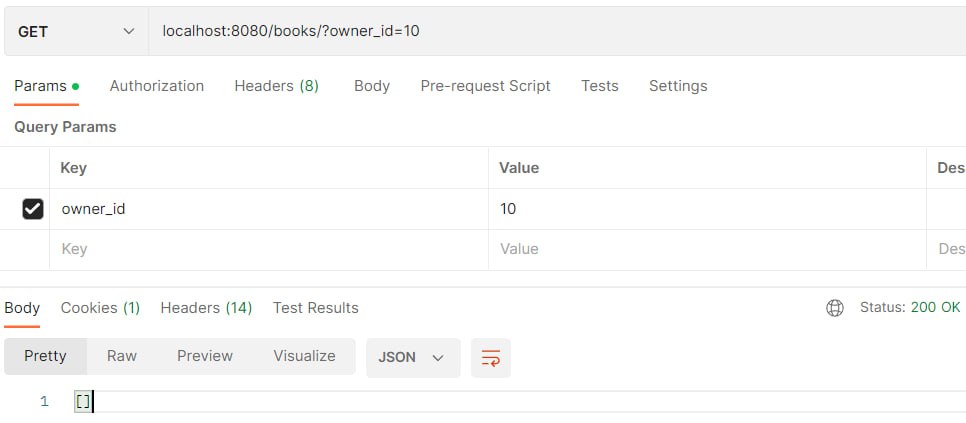 GET localhost:8080/books/?owner_id=10
Params Authorization Headers (8) Body Pre-request Script Tests Settings
Query Params
Key Value Des
owner_id 10
Key Value Des
Body Cookies (1) Headers (14) Test Results Status: 200 OK
Pretty Raw Preview Visualize JSON
1 []